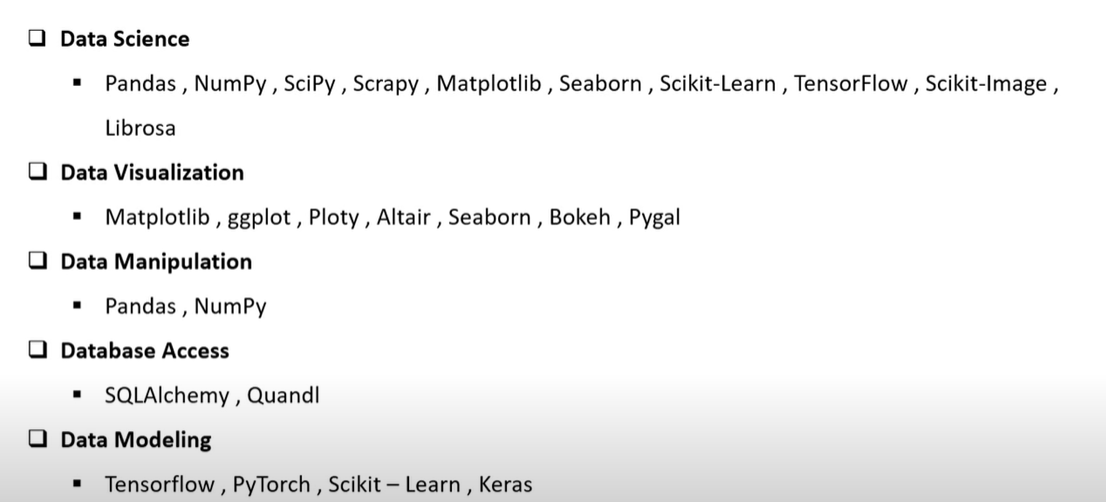 Data Science
Pandas , NumPy , SciPy , Scrapy , Matplotlib , Seaborn , Scikit-Learn , TensorFlow , Scikit-Image ,
Librosa
Data Visualization
Matplotlib , ggplot , Ploty , Altair , Seaborn , Bokeh , Pygal
Data Manipulation
Pandas , NumPy
Database Access
SQLAlchemy , Quandl
Data Modeling
Tensorflow , PyTorch , Scikit – Learn , Keras